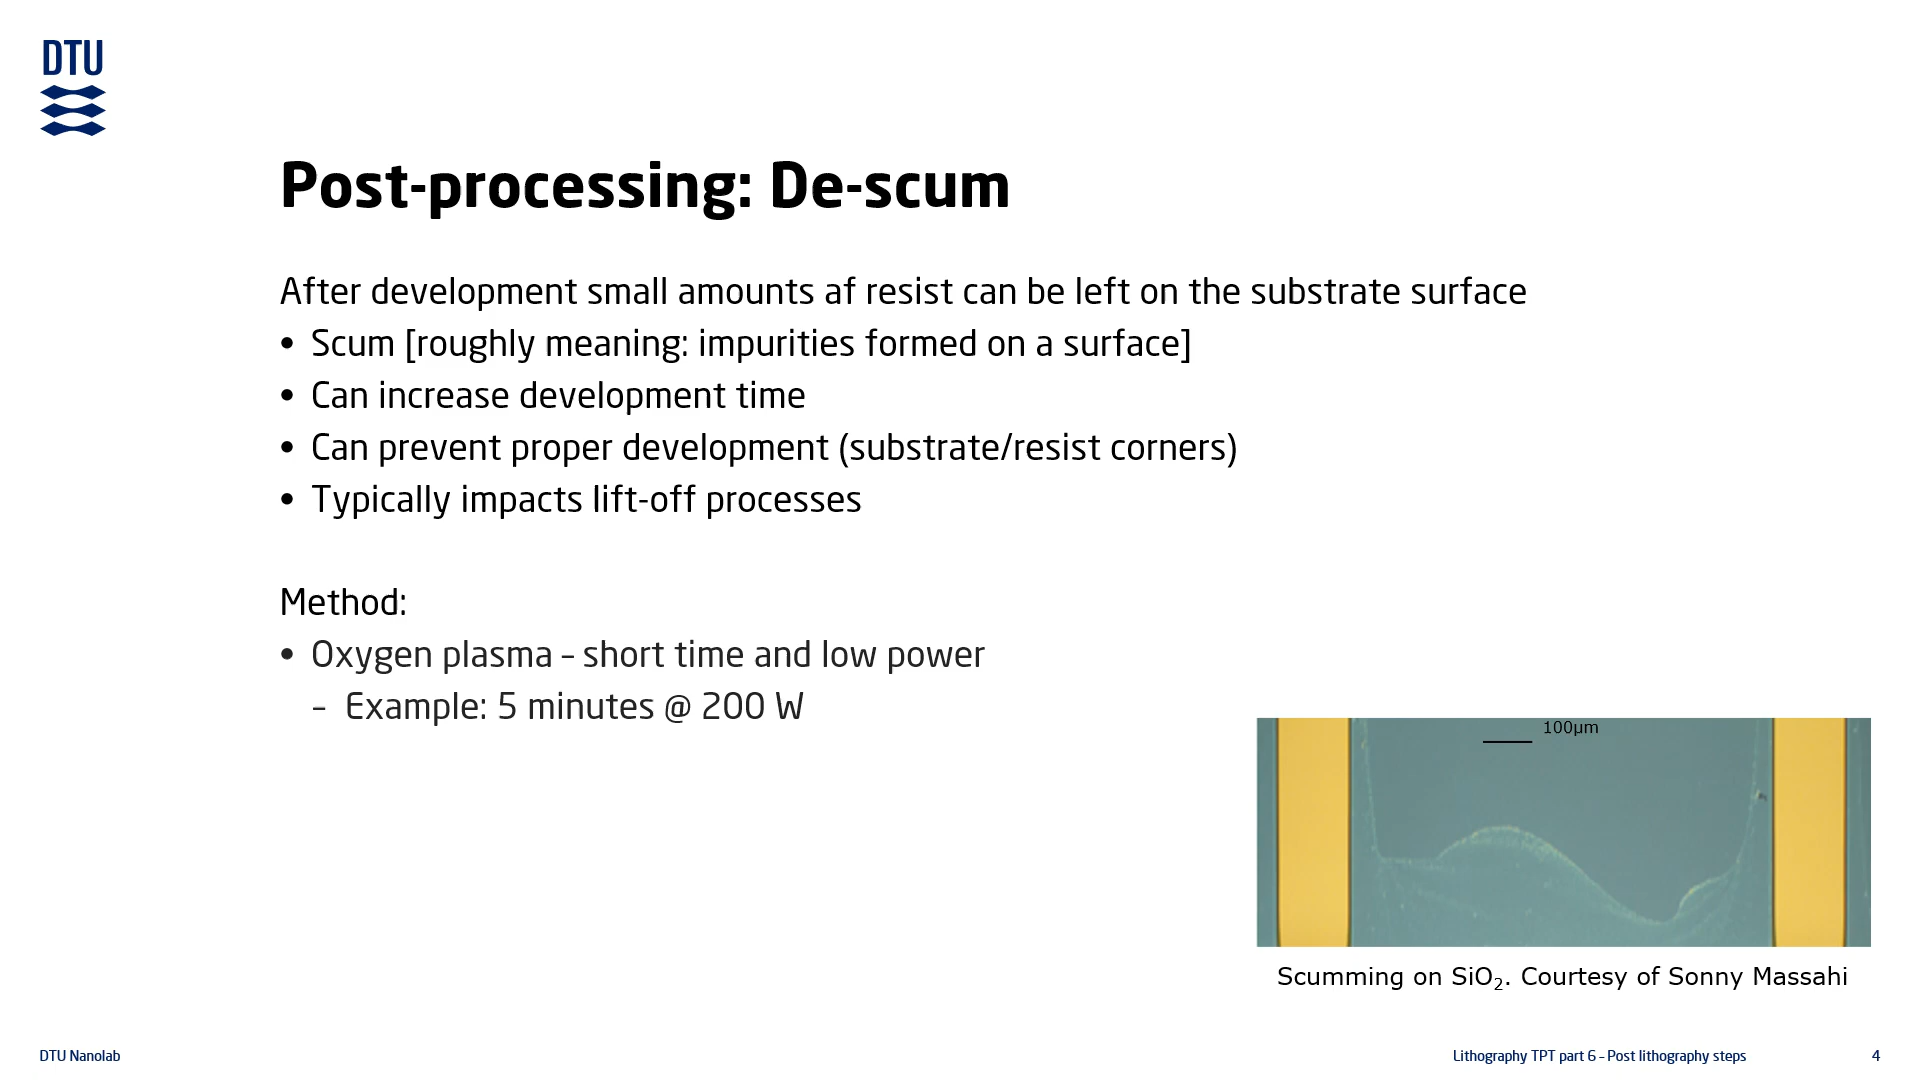 DTU
Post-processing: De-scum
After development small amounts af resist can be left on the substrate surface
• Scum [roughly meaning: impurities formed on a surface]
• Can increase development time
• Can prevent proper development (substrate/resist corners)
• Typically impacts lift-off processes
Method:
• Oxygen plasma – short time and low power
– Example: 5 minutes @ 200 W
100µm
Scumming on SiO₂. Courtesy of Sonny Massahi
DTU Nanolab
Lithography TPT part 6 – Post lithography steps
4